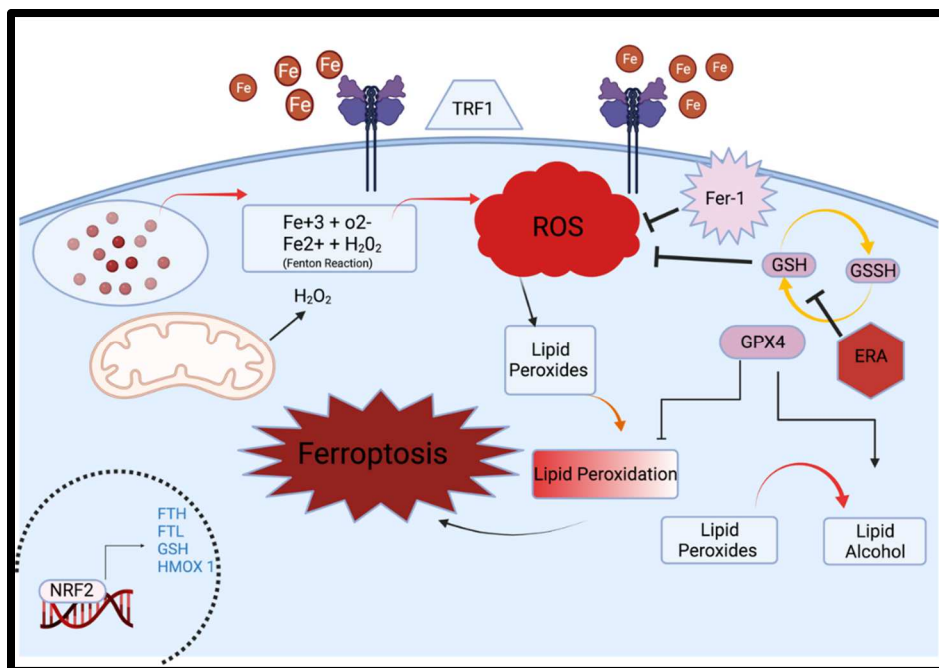 Fe
Fe
Fe
Fe
TRF1
Fe
Fe
Fe
Fe
Fer-1
Fe+3 + o2-
Fe2+ + H₂0₂
(Fenton Reaction)
ROS
GSH
GSSH
H₂O₂
Lipid
Peroxides
GPX4
ERA
Ferroptosis
Lipid Peroxidation
Lipid
Peroxides
Lipid
Alcohol
FTH
FTL
GSH
HMOX 1
NRF2